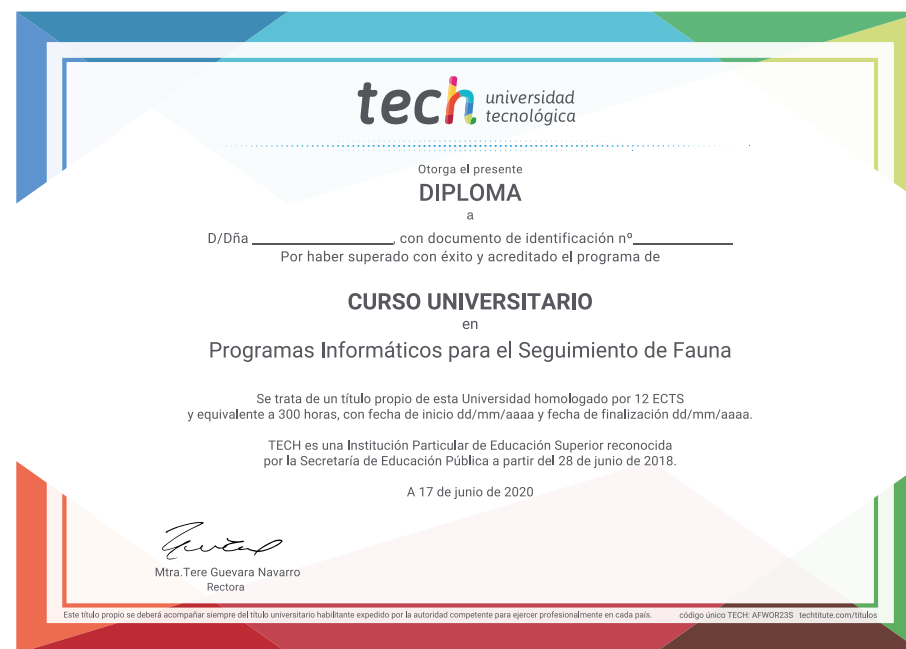 tech universidad
tecnológica
Otorga el presente
DIPLOMA
a
D/Dña ____________________, con documento de identificación nº______________
Por haber superado con éxito y acreditado el programa de
CURSO UNIVERSITARIO
en
Programas Informáticos para el Seguimiento de Fauna
Se trata de un título propio de esta Universidad homologado por 12 ECTS
y equivalente a 300 horas, con fecha de inicio dd/mm/aaaa y fecha de finalización dd/mm/aaaa.
TECH es una Institución Particular de Educación Superior reconocida
por la Secretaría de Educación Pública a partir del 28 de junio de 2018.
A 17 de junio de 2020
Mtra.Tere Guevara Navarro
Rectora
Este título propio se deberá acompañar siempre del título universitario habilitante expedido por la autoridad competente para ejercer profesionalmente en cada país. código único TECH: AFWOR23S techtitute.com/titulos